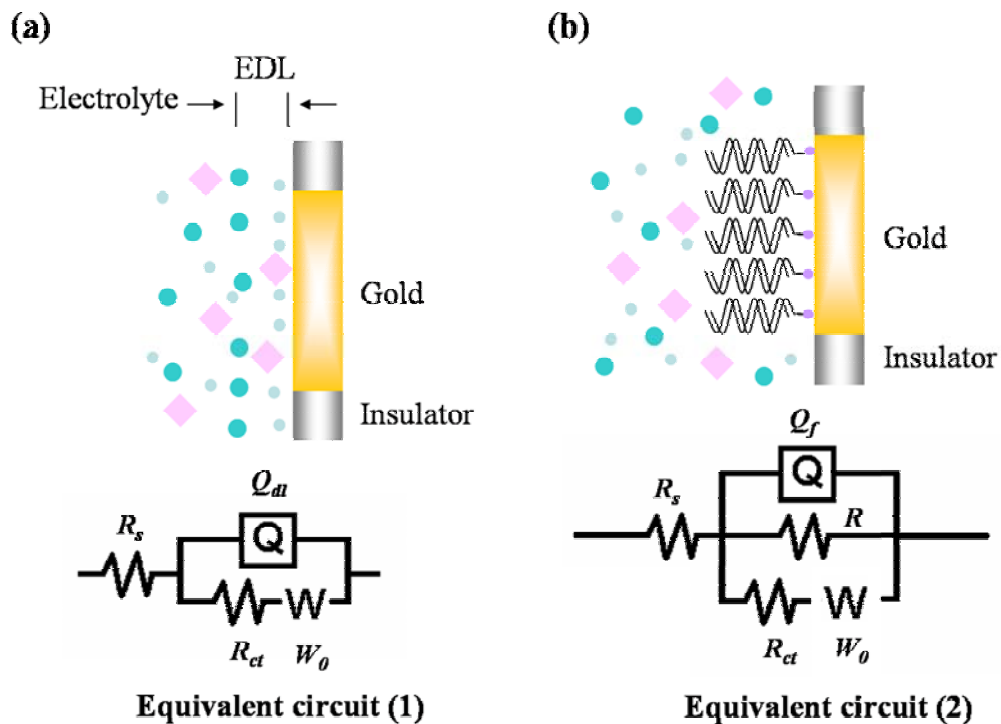 (a)
EDL
Electrolyte
Gold
Insulator
Q_dl
R_s
Q
R_ct
W
W_0
Equivalent circuit (1)
(b)
Gold
Insulator
Q_f
R_s
Q
R
R_ct
W
W_0
Equivalent circuit (2)